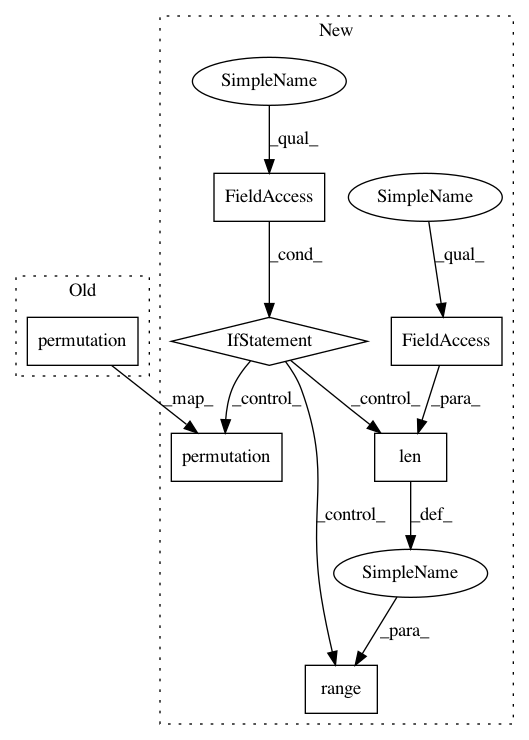 New
SimpleName
_qual_
FieldAccess
SimpleName
_cond_
_qual_
Old
permutation
IfStatement
FieldAccess
_map_
_control_
_control_
_para_
permutation
len
_control_
_def_
SimpleName
_para_
range